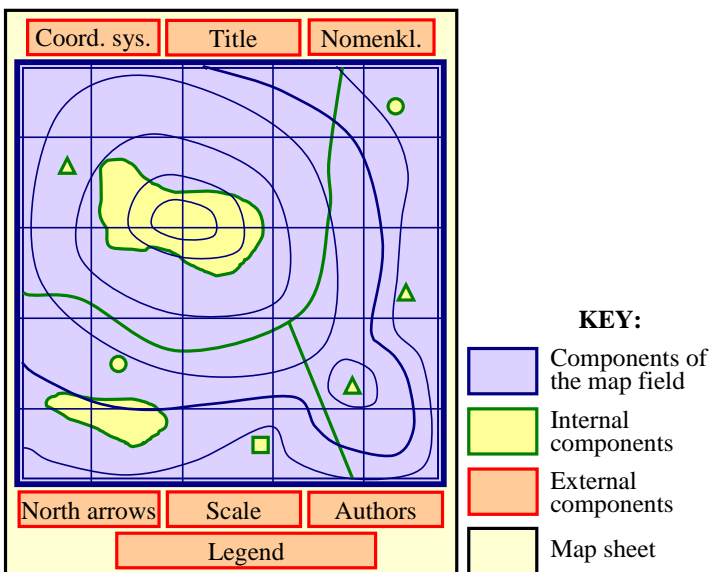 Coord. sys. Title Nomenkl.
North arrows Scale Authors
Legend
KEY:
Components of
the map field
Internal
components
External
components
Map sheet